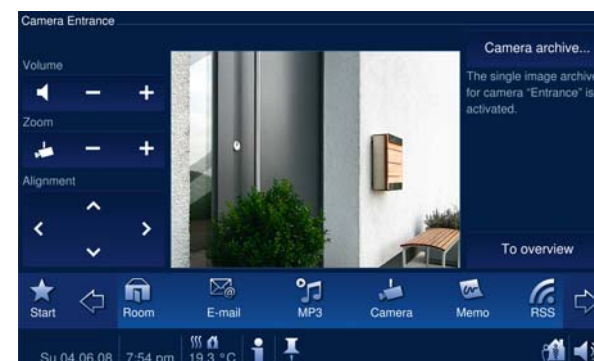 Camera Entrance
Camera archive...
Volume
The single image archive
for camera "Entrance" is
activated.
Zoom
Alignment
To overview
Start
Room
E-mail
MP3
Camera
Memo
RSS
Su 04.06.08
7:54 pm
19.3 °C